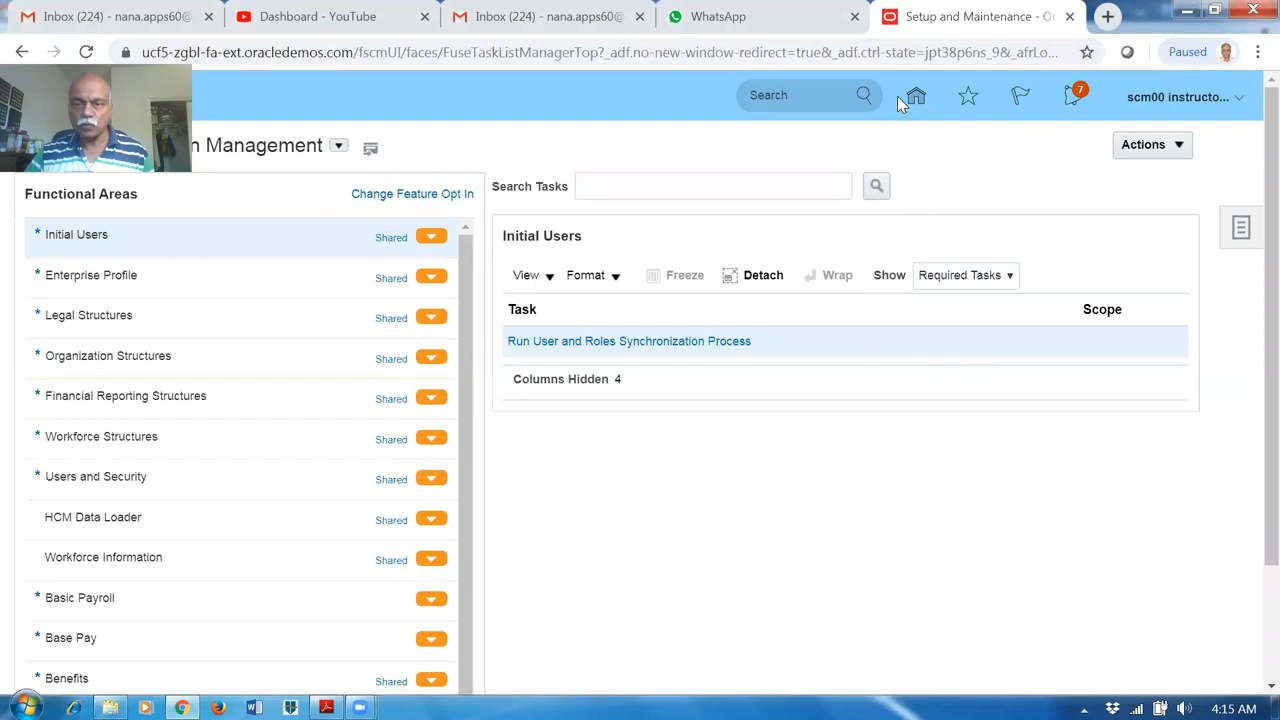 Inbox (224) - nana.apps60
Dashboard - YouTube
Inbox (224) - nana.apps60@
WhatsApp
Setup and Maintenance - O
ucf5-zgbl-fa-ext.oracledemos.com/fscmUI/faces/FuseTaskListManagerTop?_adf.no-new-window-redirect=true&_adf.ctrl-state=jpt38p6ns_9&_afrLo...
Paused
Search
7
scm00 instructo...
n Management
Actions
Functional Areas
Change Feature Opt In
Search Tasks
* Initial Users Shared
* Enterprise Profile Shared
* Legal Structures Shared
* Organization Structures Shared
* Financial Reporting Structures Shared
* Workforce Structures Shared
* Users and Security Shared
HCM Data Loader Shared
Workforce Information Shared
* Basic Payroll
* Base Pay
Benefits Shared
Initial Users
View Format Freeze Detach Wrap Show Required Tasks
Task Scope
Run User and Roles Synchronization Process
Columns Hidden 4
4:15 AM